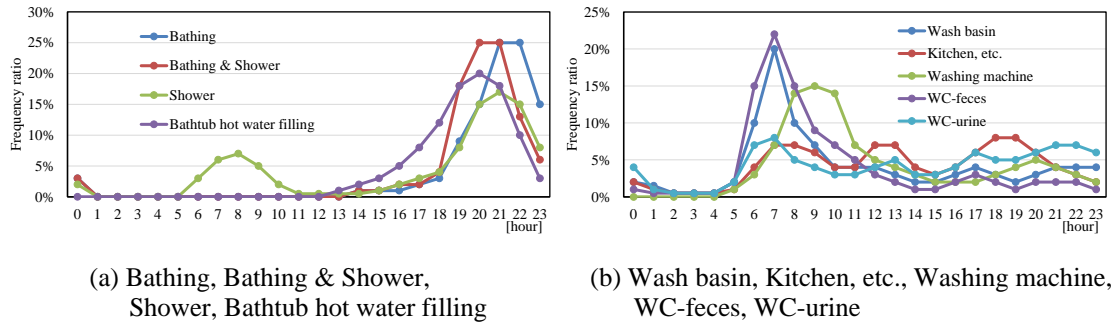 30%
25%
20%
15%
10%
5%
0%
Frequency ratio
Bathing
Bathing & Shower
Shower
Bathtub hot water filling
0 1 2 3 4 5 6 7 8 9 10 11 12 13 14 15 16 17 18 19 20 21 22 23
[hour]
25%
20%
15%
10%
5%
0%
Frequency ratio
Wash basin
Kitchen, etc.
Washing machine
WC-feces
WC-urine
0 1 2 3 4 5 6 7 8 9 10 11 12 13 14 15 16 17 18 19 20 21 22 23
[hour]
(a) Bathing, Bathing & Shower,
Shower, Bathtub hot water filling
(b) Wash basin, Kitchen, etc., Washing machine,
WC-feces, WC-urine